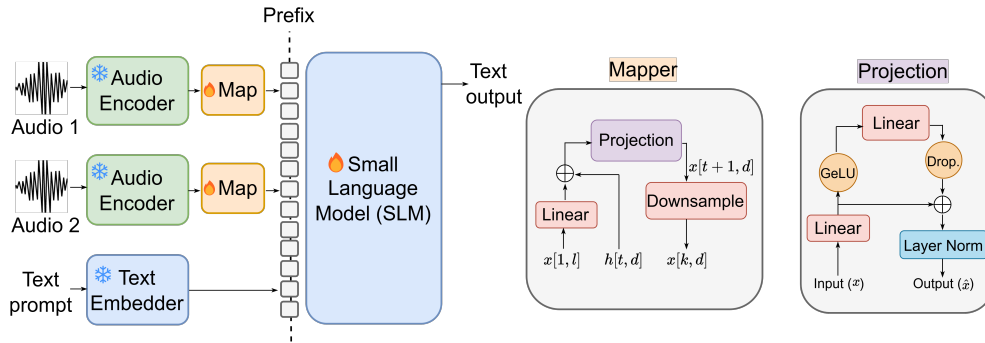 Prefix
Audio 1
Audio
Encoder
Map
Audio 2
Audio
Encoder
Map
Text
prompt
Text
Embedder
Small
Language
Model (SLM)
Text
output
Mapper
Projection
x[t+1,d]
Linear
Downsample
x[1,l]
h[t,d]
x[k,d]
Projection
Linear
GeLU
Drop.
Linear
Layer Norm
Input (x)
Output (x̂)